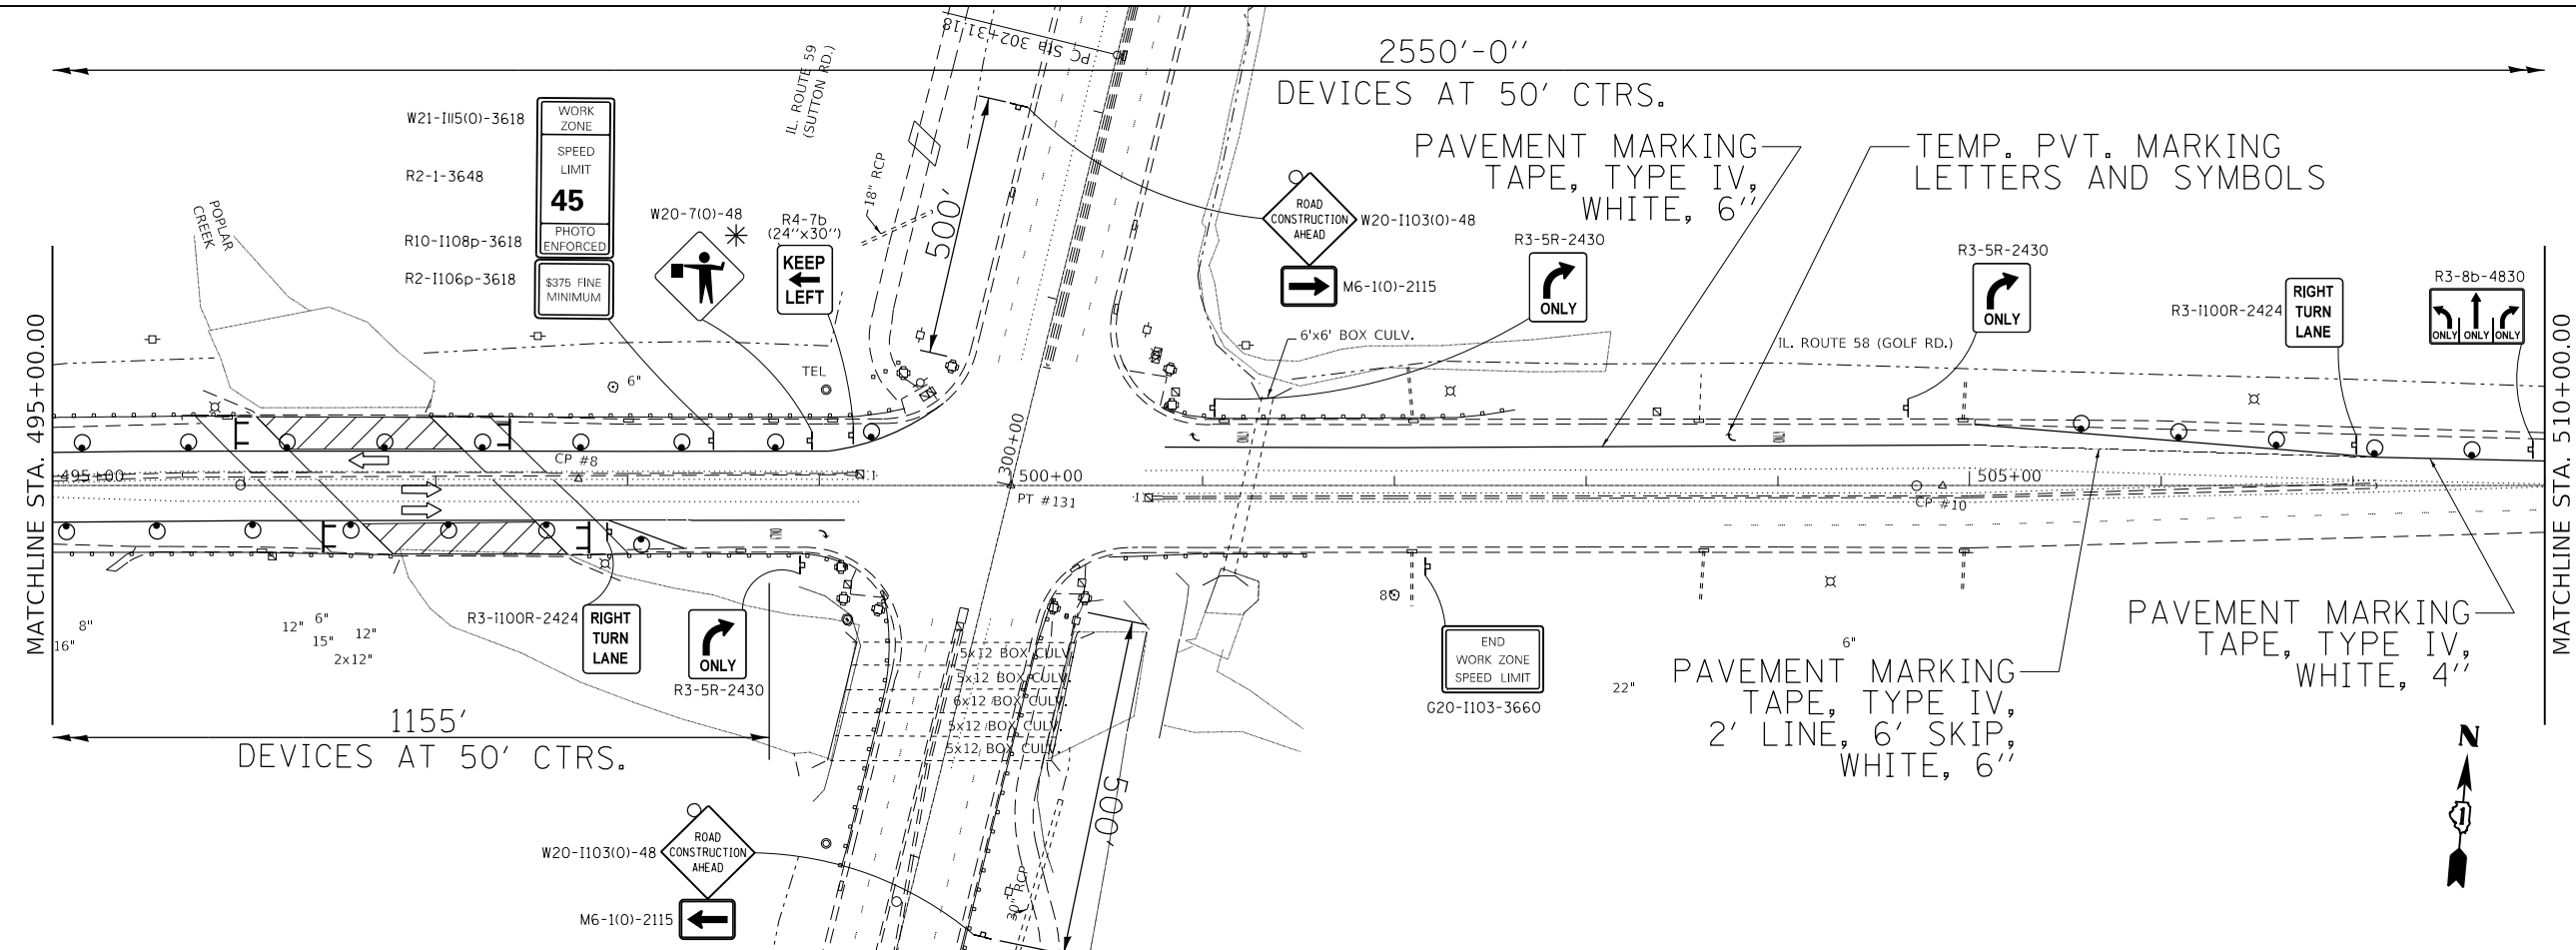 2550'-0"
DEVICES AT 50' CTRS.
PC Sta 302+31.18
IL. ROUTE 59
(SUTTON RD.)
W21-I115(0)-3618
WORK
ZONE
R2-1-3648
SPEED
LIMIT
45
R10-I108p-3618
PHOTO
ENFORCED
R2-I106p-3618
$375 FINE
MINIMUM
W20-7(0)-48
R4-7b
(24"x30")
KEEP
LEFT
18" RCP
500'
ROAD
CONSTRUCTION
AHEAD
W20-I103(0)-48
M6-1(0)-2115
PAVEMENT MARKING
TAPE, TYPE IV,
WHITE, 6"
TEMP. PVT. MARKING
LETTERS AND SYMBOLS
R3-5R-2430
ONLY
R3-5R-2430
ONLY
R3-I100R-2424
RIGHT
TURN
LANE
R3-8b-4830
ONLY ONLY ONLY
POPLAR
CREEK
6'x6' BOX CULV.
IL. ROUTE 58 (GOLF RD.)
6"
TEL
MATCHLINE STA. 495+00.00
495+00
CP #8
300+00
500+00
PT #131
505+00
CP #10
MATCHLINE STA. 510+00.00
8"
16"
12"
6"
15"
12"
2x12"
R3-I100R-2424
RIGHT
TURN
LANE
ONLY
R3-5R-2430
5x12 BOX CULV.
5x12 BOX CULV.
6x12 BOX CULV.
5x12 BOX CULV.
5x12 BOX CULV.
8"
END
WORK ZONE
SPEED LIMIT
G20-I103-3660
22"
6"
PAVEMENT MARKING
TAPE, TYPE IV,
2' LINE, 6' SKIP,
WHITE, 6"
PAVEMENT MARKING
TAPE, TYPE IV,
WHITE, 4"
1155'
DEVICES AT 50' CTRS.
500'
30" RCP
W20-I103(0)-48
ROAD
CONSTRUCTION
AHEAD
M6-1(0)-2115
N
1